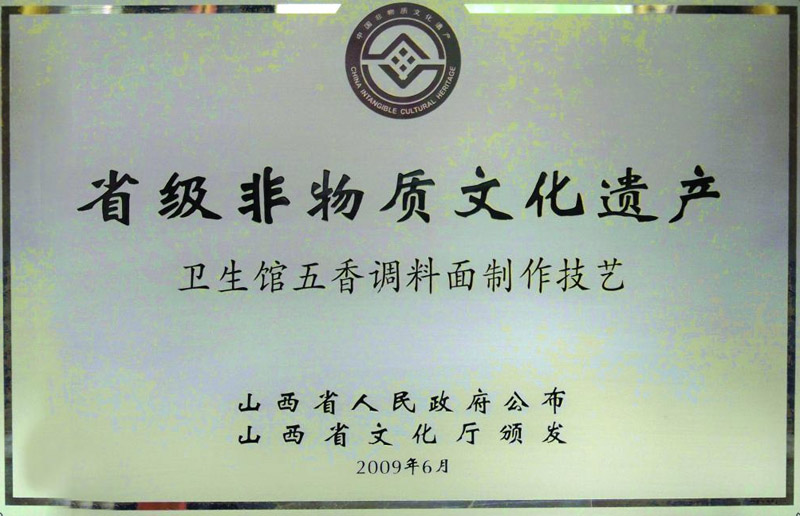 中国非物质文化遗产
CHINA INTANGIBLE CULTURAL HERITAGE
省级非物质文化遗产
卫生馆五香调料面制作技艺
山西省人民政府公布
山西省文化厅颁发
2009年6月